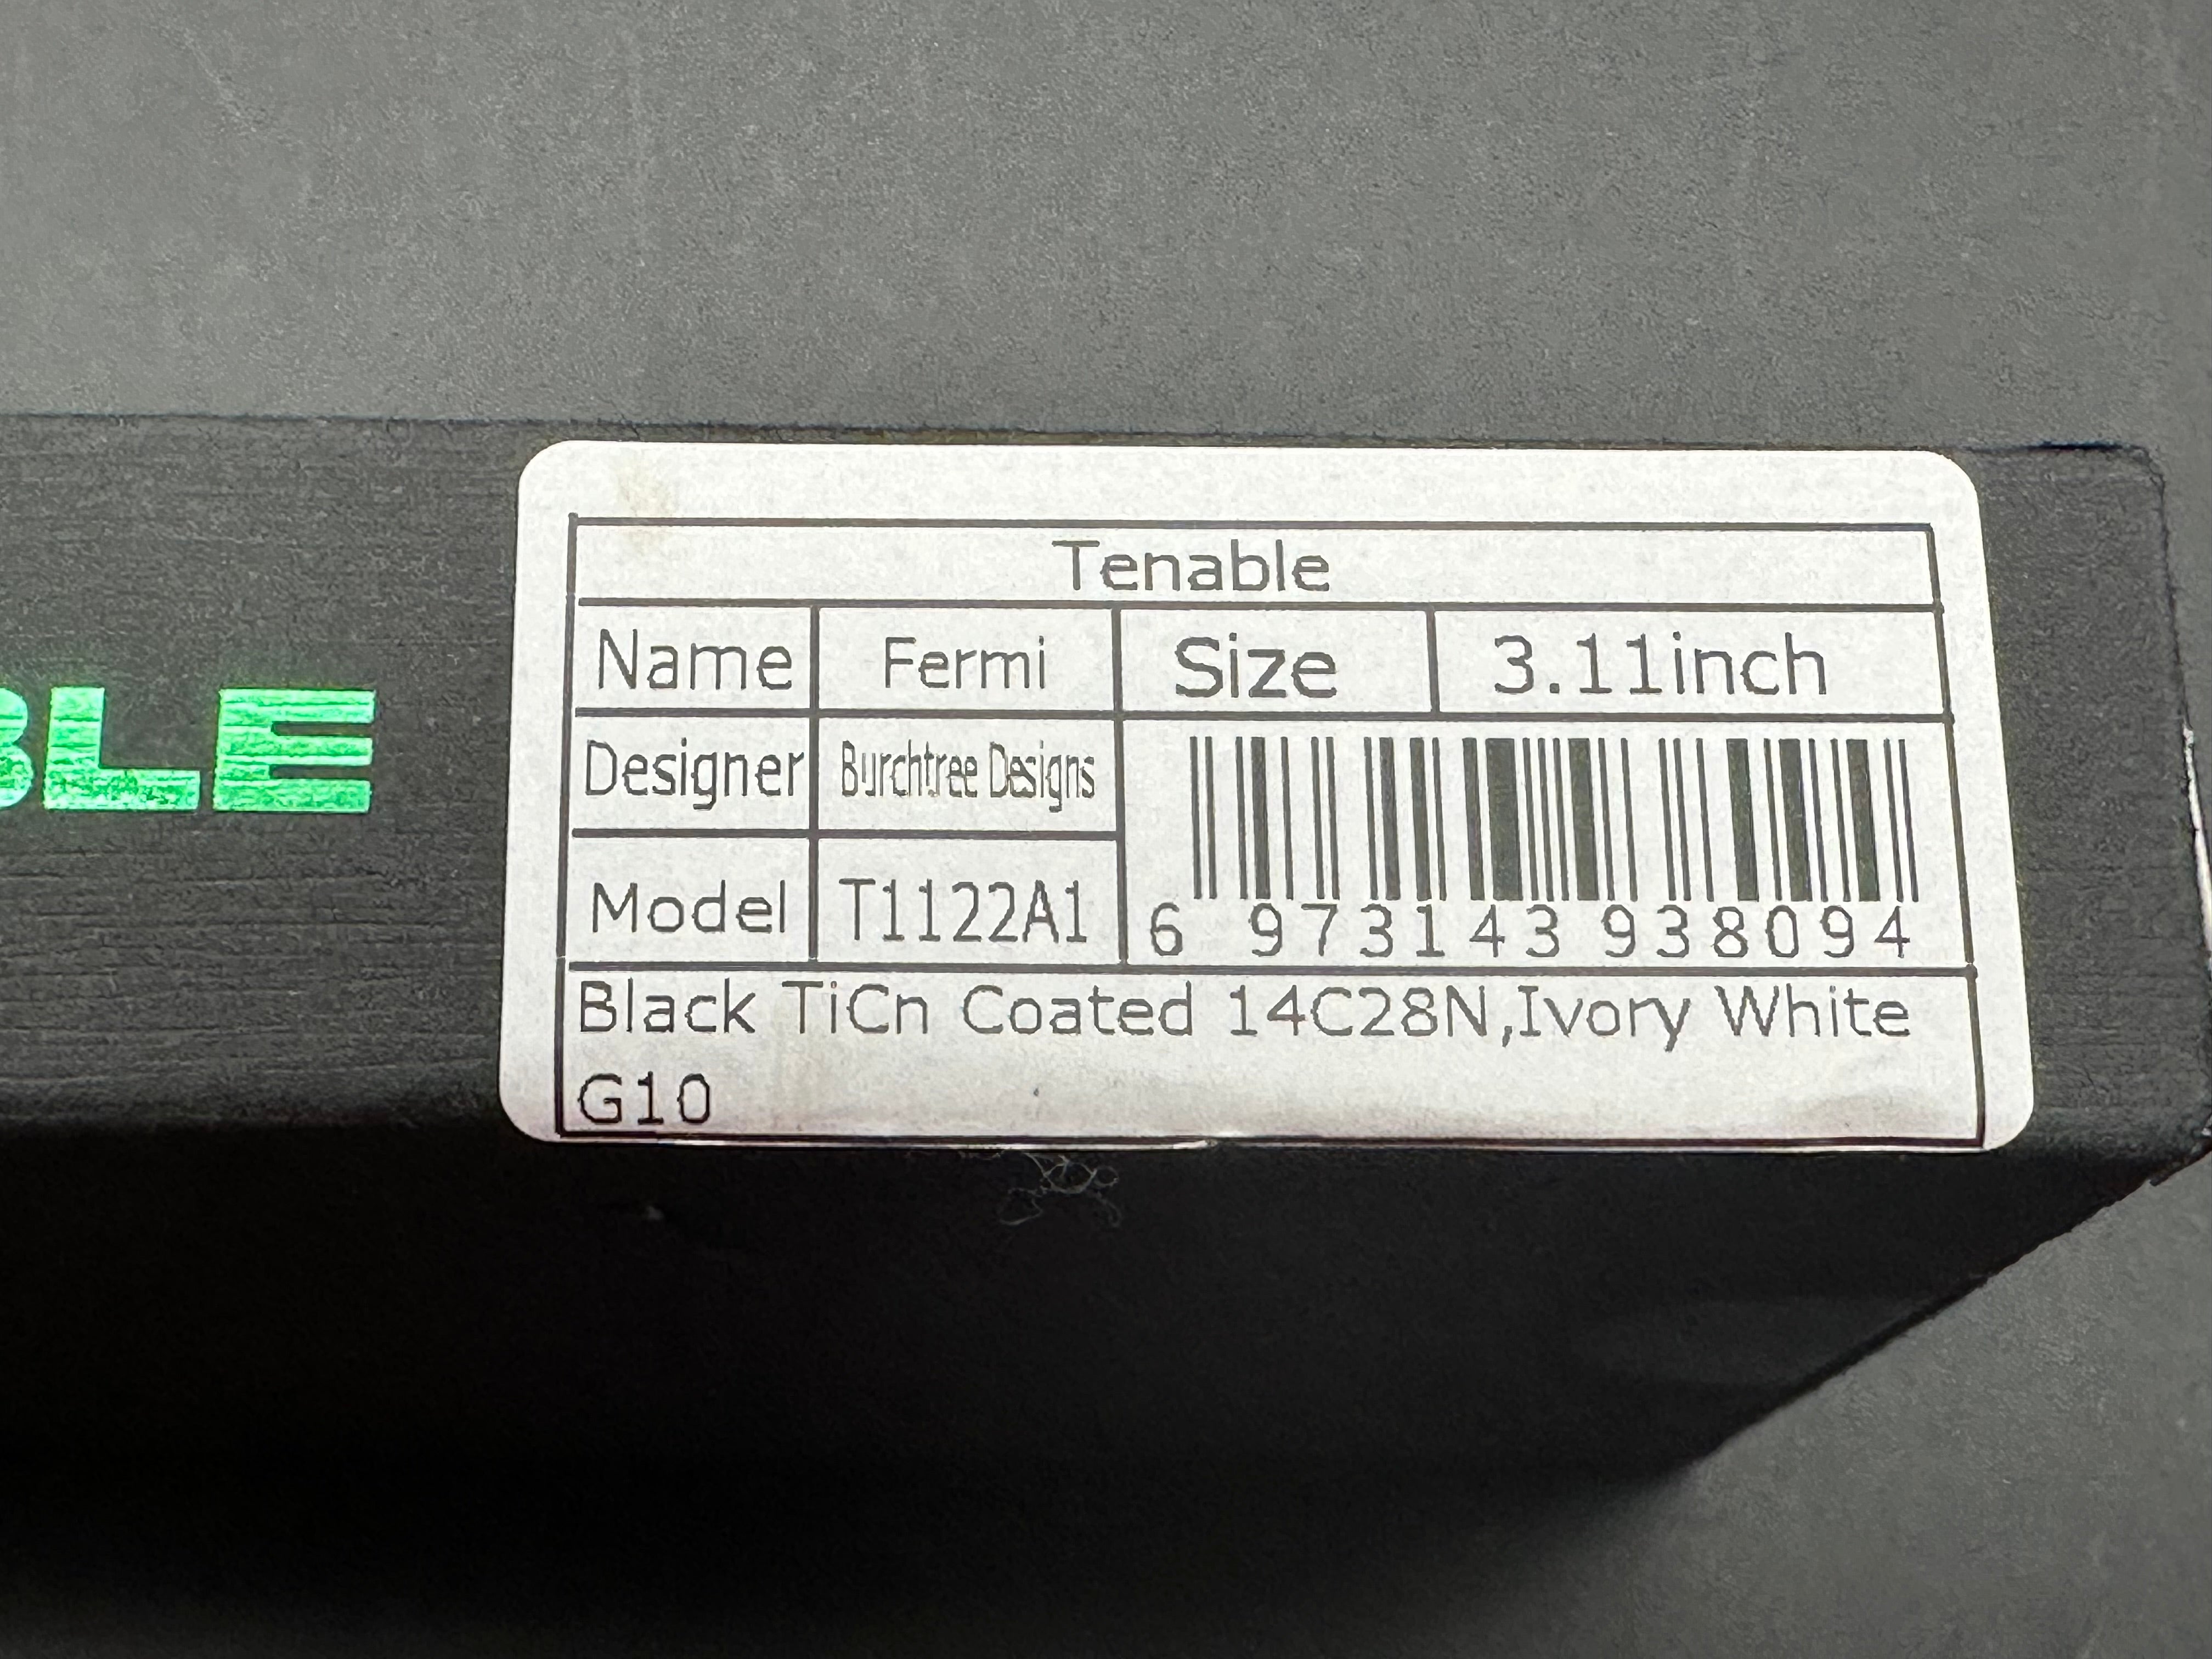 BLE
Tenable
Name Fermi Size 3.11inch
Designer Burchtree Designs
Model T1122A1 6 973143 938094
Black TiCn Coated 14C28N,Ivory White
G10